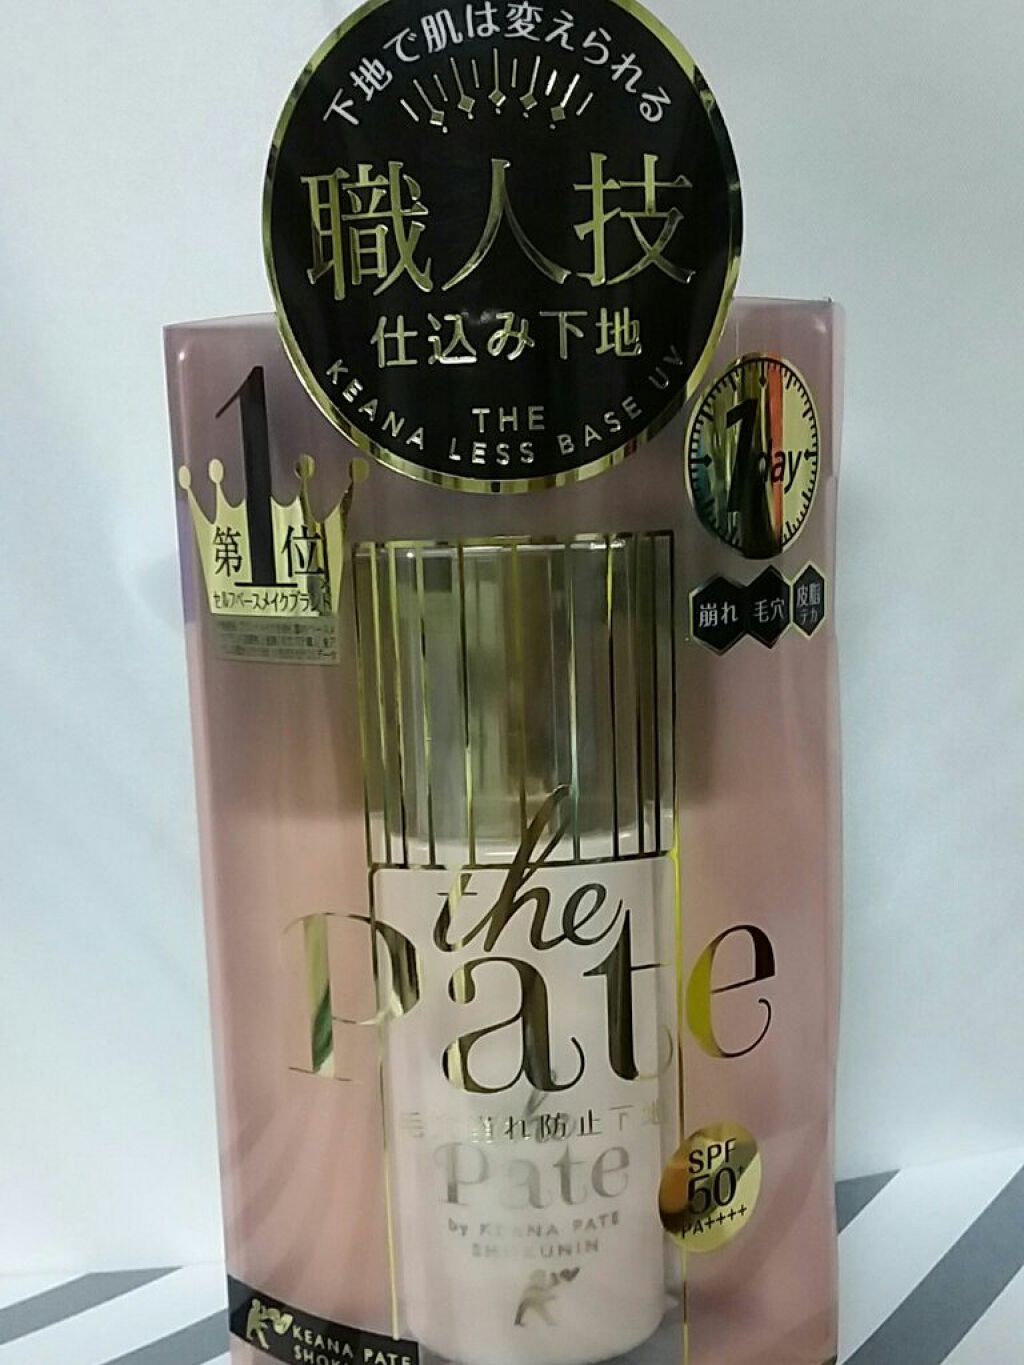 下地で肌は変えられる
職人技
仕込み下地
THE
KEANA LESS BASE UV
1
第 位
セルフベースメイクブランド
1day
崩れ
毛穴
皮脂
テカ
the
Pate
毛穴崩れ防止下地
Pate
by KEANA PATE
SHOKUNIN
SPF
50+
PA++++
KEANA PATE